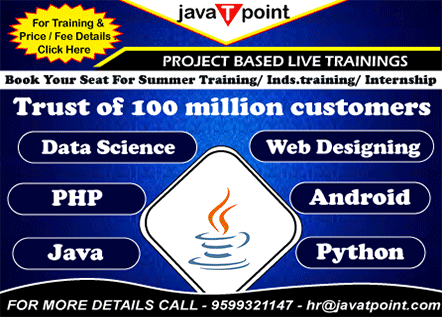 For Training &
Price / Fee Details
Click Here
javaTpoint
PROJECT BASED LIVE TRAININGS
Book Your Seat For Summer Training/ Inds.training/ Internship
Trust of 100 million customers
Data Science
Web Designing
PHP
Android
Java
Python
FOR MORE DETAILS CALL - 9599321147 - hr@javatpoint.com